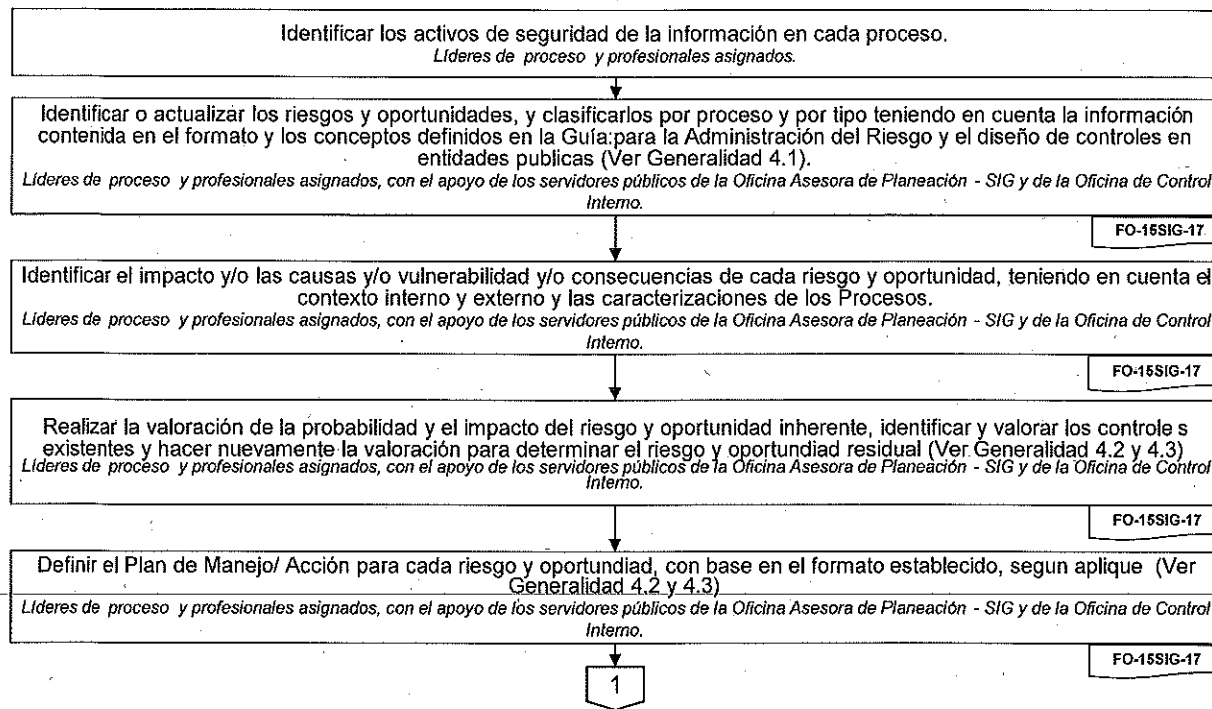 Identificar los activos de seguridad de la información en cada proceso.
Líderes de proceso y profesionales asignados.
Identificar o actualizar los riesgos y oportunidades, y clasificarlos por proceso y por tipo teniendo en cuenta la información
contenida en el formato y los conceptos definidos en la Guía:para la Administración del Riesgo y el diseño de controles en
entidades publicas (Ver Generalidad 4.1).
Líderes de proceso y profesionales asignados, con el apoyo de los servidores públicos de la Oficina Asesora de Planeación - SIG y de la Oficina de Control
Interno.
FO-15SIG-17
Identificar el impacto y/o las causas y/o vulnerabilidad y/o consecuencias de cada riesgo y oportunidad, teniendo en cuenta el
contexto interno y externo y las caracterizaciones de los Procesos.
Líderes de proceso y profesionales asignados, con el apoyo de los servidores públicos de la Oficina Asesora de Planeación - SIG y de la Oficina de Control
Interno.
FO-15SIG-17
Realizar la valoración de la probabilidad y el impacto del riesgo y oportunidad inherente, identificar y valorar los controle s
existentes y hacer nuevamente la valoración para determinar el riesgo y oportundiad residual (Ver Generalidad 4.2 y 4.3)
Líderes de proceso y profesionales asignados, con el apoyo de los servidores públicos de la Oficina Asesora de Planeación - SIG y de la Oficina de Control
Interno.
FO-15SIG-17
Definir el Plan de Manejo/ Acción para cada riesgo y oportundiad, con base en el formato establecido, segun aplique (Ver
Generalidad 4.2 y 4.3)
Líderes de proceso y profesionales asignados, con el apoyo de los servidores públicos de la Oficina Asesora de Planeación - SIG y de la Oficina de Control
Interno.
FO-15SIG-17
1